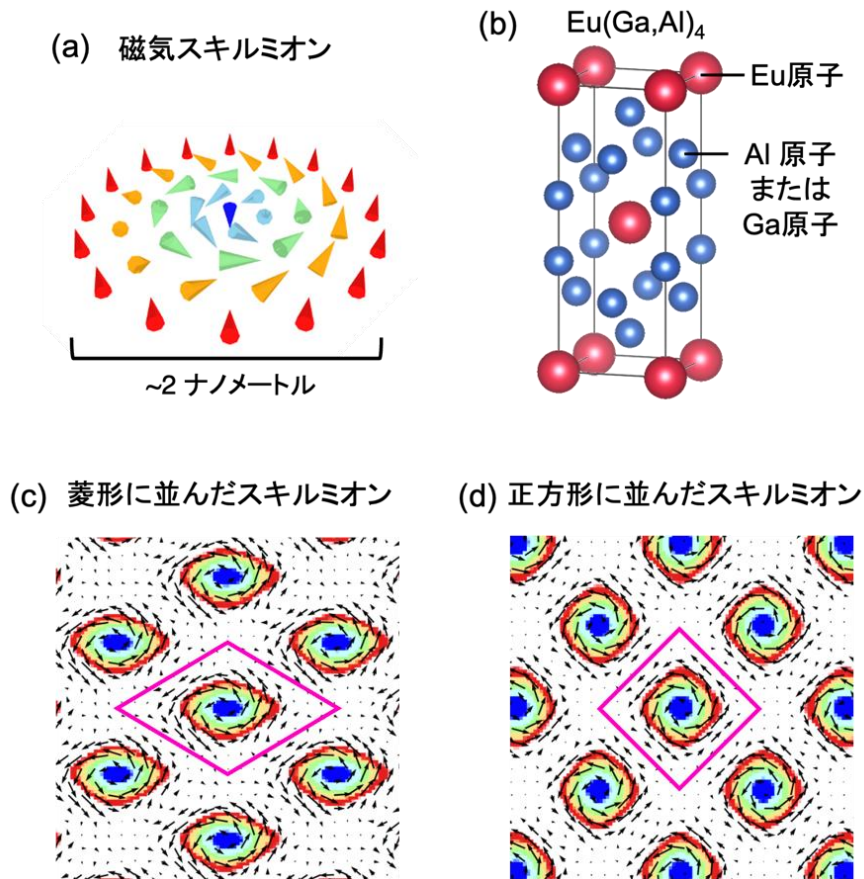 (a) 磁気スキルミオン
~2 ナノメートル
(b) Eu(Ga,Al)₄
Eu原子
Al 原子
または
Ga原子
(c) 菱形に並んだスキルミオン
(d) 正方形に並んだスキルミオン